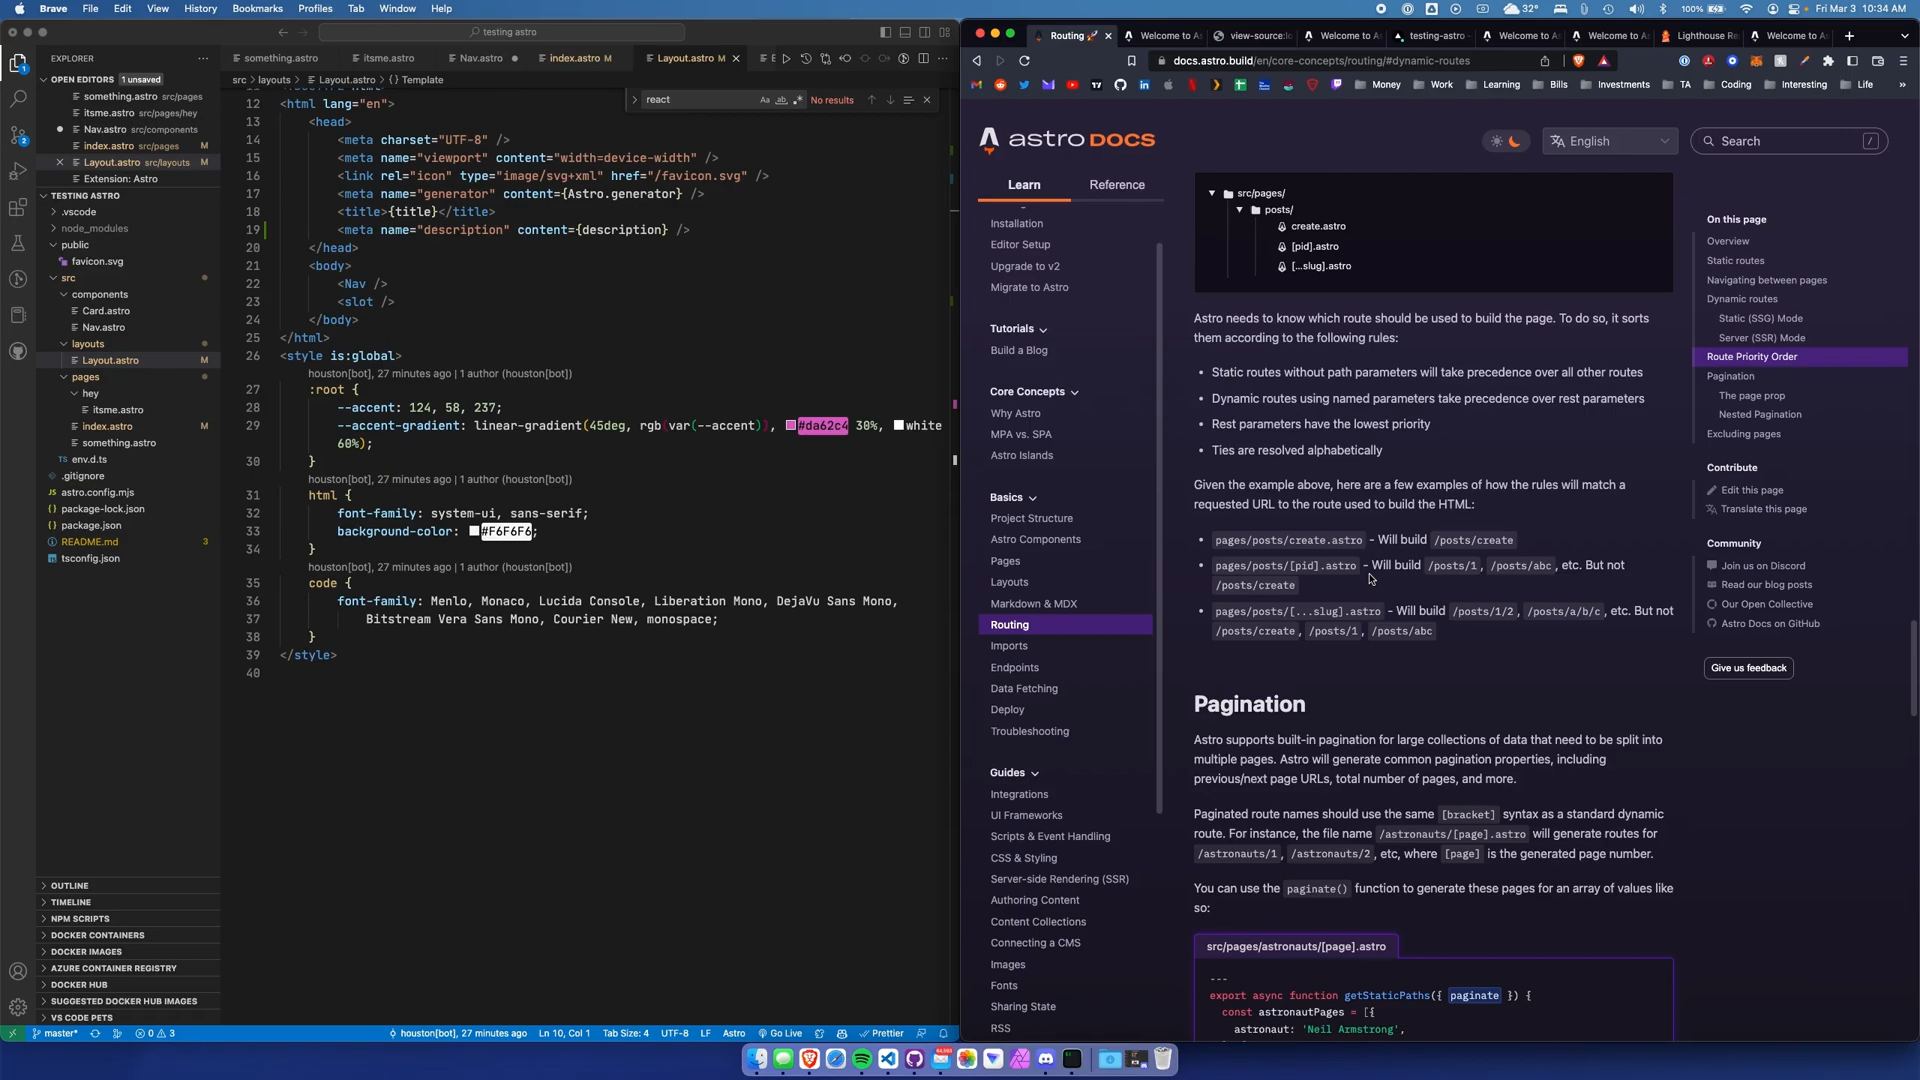 Brave File Edit View History Bookmarks Profiles Tab Window Help
32° 100% Fri Mar 3 10:34 AM
testing astro
EXPLORER
OPEN EDITORS 1 unsaved
something.astro src/pages
itsme.astro src/pages/hey
Nav.astro src/components
index.astro src/pages M
Layout.astro src/layouts M
Extension: Astro
TESTING ASTRO
.vscode
node_modules
public
favicon.svg
src
components
Card.astro
Nav.astro
layouts
Layout.astro M
pages
hey
itsme.astro
index.astro M
something.astro
env.d.ts
.gitignore
astro.config.mjs
package-lock.json
package.json
README.md 3
tsconfig.json
OUTLINE
TIMELINE
NPM SCRIPTS
DOCKER CONTAINERS
DOCKER IMAGES
AZURE CONTAINER REGISTRY
DOCKER HUB
SUGGESTED DOCKER HUB IMAGES
VS CODE PETS
something.astro itsme.astro Nav.astro index.astro M Layout.astro M E
src > layouts > Layout.astro > {} Template
react Aa ab No results
12 <html lang="en">
13 <head>
14 <meta charset="UTF-8" />
15 <meta name="viewport" content="width=device-width" />
16 <link rel="icon" type="image/svg+xml" href="/favicon.svg" />
17 <meta name="generator" content={Astro.generator} />
18 <title>{title}</title>
19 <meta name="description" content={description} />
20 </head>
21 <body>
22 <Nav />
23 <slot />
24 </body>
25 </html>
26 <style is:global>
houston[bot], 27 minutes ago | 1 author (houston[bot])
27 :root {
28 --accent: 124, 58, 237;
29 --accent-gradient: linear-gradient(45deg, rgb(var(--accent)), #da62c4 30%, white
60%);
30 }
houston[bot], 27 minutes ago | 1 author (houston[bot])
31 html {
32 font-family: system-ui, sans-serif;
33 background-color: #F6F6F6;
34 }
houston[bot], 27 minutes ago | 1 author (houston[bot])
35 code {
36 font-family: Menlo, Monaco, Lucida Console, Liberation Mono, DejaVu Sans Mono,
37 Bitstream Vera Sans Mono, Courier New, monospace;
38 }
39 </style>
40
master* 0 3 houston[bot], 27 minutes ago Ln 10, Col 1 Tab Size: 4 UTF-8 LF Astro Go Live Prettier
Routing Welcome to As view-source:lo Welcome to As testing-astro Welcome to As Welcome to As Lighthouse Re Welcome to As
docs.astro.build/en/core-concepts/routing/#dynamic-routes
Money Work Learning Bills Investments TA Coding Interesting Life »
astro DOCS
English
Search /
Learn Reference
Installation
Editor Setup
Upgrade to v2
Migrate to Astro
Tutorials
Build a Blog
Core Concepts
Why Astro
MPA vs. SPA
Astro Islands
Basics
Project Structure
Astro Components
Pages
Layouts
Markdown & MDX
Routing
Imports
Endpoints
Data Fetching
Deploy
Troubleshooting
Guides
Integrations
UI Frameworks
Scripts & Event Handling
CSS & Styling
Server-side Rendering (SSR)
Authoring Content
Content Collections
Connecting a CMS
Images
Fonts
Sharing State
RSS
src/pages/
posts/
create.astro
[pid].astro
[...slug].astro
Astro needs to know which route should be used to build the page. To do so, it sorts
them according to the following rules:
• Static routes without path parameters will take precedence over all other routes
• Dynamic routes using named parameters take precedence over rest parameters
• Rest parameters have the lowest priority
• Ties are resolved alphabetically
Given the example above, here are a few examples of how the rules will match a
requested URL to the route used to build the HTML:
• pages/posts/create.astro - Will build /posts/create
• pages/posts/[pid].astro - Will build /posts/1, /posts/abc, etc. But not
/posts/create
• pages/posts/[...slug].astro - Will build /posts/1/2, /posts/a/b/c, etc. But not
/posts/create, /posts/1, /posts/abc
Pagination
Astro supports built-in pagination for large collections of data that need to be split into
multiple pages. Astro will generate common pagination properties, including
previous/next page URLs, total number of pages, and more.
Paginated route names should use the same [bracket] syntax as a standard dynamic
route. For instance, the file name /astronauts/[page].astro will generate routes for
/astronauts/1, /astronauts/2, etc, where [page] is the generated page number.
You can use the paginate() function to generate these pages for an array of values like
so:
src/pages/astronauts/[page].astro
---
export async function getStaticPaths({ paginate }) {
const astronautPages = [{
astronaut: 'Neil Armstrong',
On this page
Overview
Static routes
Navigating between pages
Dynamic routes
Static (SSG) Mode
Server (SSR) Mode
Route Priority Order
Pagination
The page prop
Nested Pagination
Excluding pages
Contribute
Edit this page
Translate this page
Community
Join us on Discord
Read our blog posts
Our Open Collective
Astro Docs on GitHub
Give us feedback